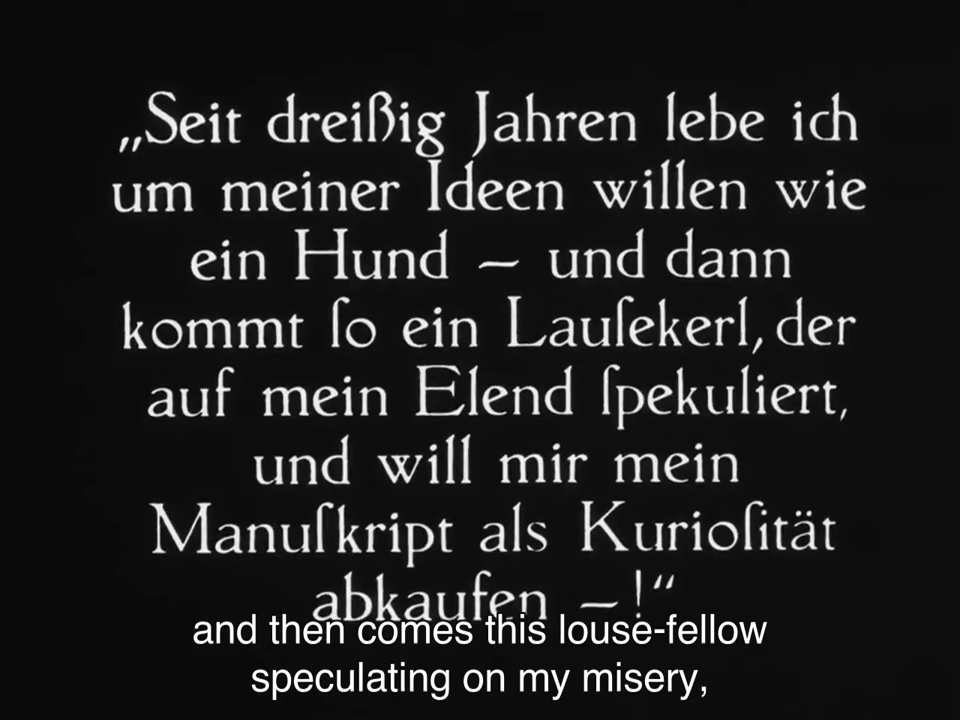 „Seit dreißig Jahren lebe ich
um meiner Ideen willen wie
ein Hund – und dann
kommt ſo ein Lauſekerl, der
auf mein Elend ſpekuliert,
und will mir mein
Manuſkript als Kurioſität
abkaufen – !“
and then comes this louse-fellow
speculating on my misery,